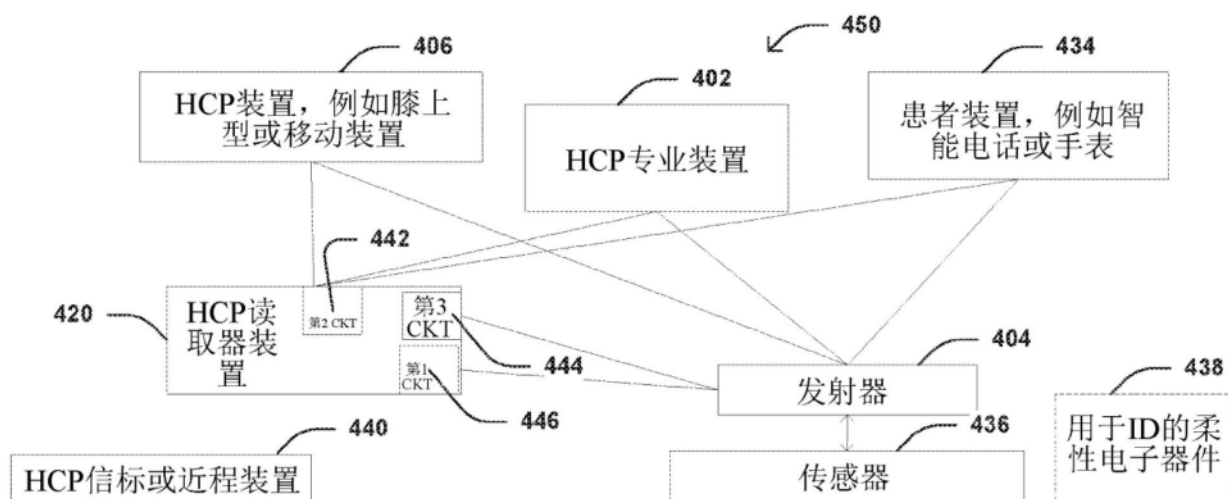 450
406
402
434
HCP装置，例如膝上
型或移动装置
HCP专业装置
患者装置，例如智
能电话或手表
442
420
HCP读
取器装
置
第2 CKT
第3
CKT
第1
CKT
444
446
404
发射器
438
436
传感器
用于ID的柔
性电子器件
440
HCP信标或近程装置